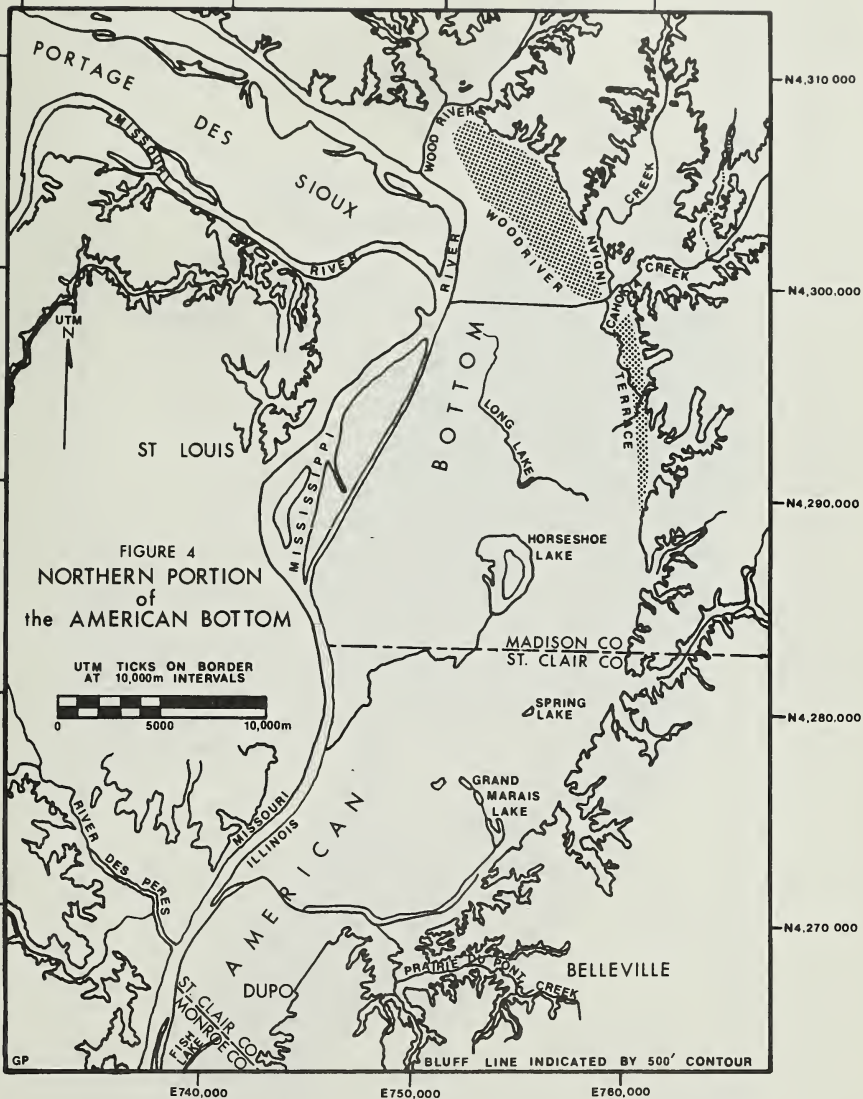 N4,310 000
PORTAGE
DES
SIOUX
MISSOURI
RIVER
WOOD RIVER
CREEK
WOODRIVER
INDIAN
RIVER
CREEK
CAHOKIA
N4,300,000
UTM
N
TERRACE
BOTTOM
LONG LAKE
ST LOUIS
MISSISSIPPI
N4,290,000
HORSESHOE
LAKE
FIGURE 4
NORTHERN PORTION
of
the AMERICAN BOTTOM
MADISON CO.
ST. CLAIR CO.
UTM TICKS ON BORDER
AT 10,000m INTERVALS
0 5000 10,000m
SPRING
LAKE
N4,280.000
GRAND
MARAIS
LAKE
MISSOURI
ILLINOIS
AMERICAN
RIVER
DES PERES
N4,270.000
PRAIRIE DU PONT
CREEK
BELLEVILLE
DUPO
ST. CLAIR CO.
MONROE CO.
FISH
LAKE
GP
BLUFF LINE INDICATED BY 500' CONTOUR
E740,000
E750,000
E760,000